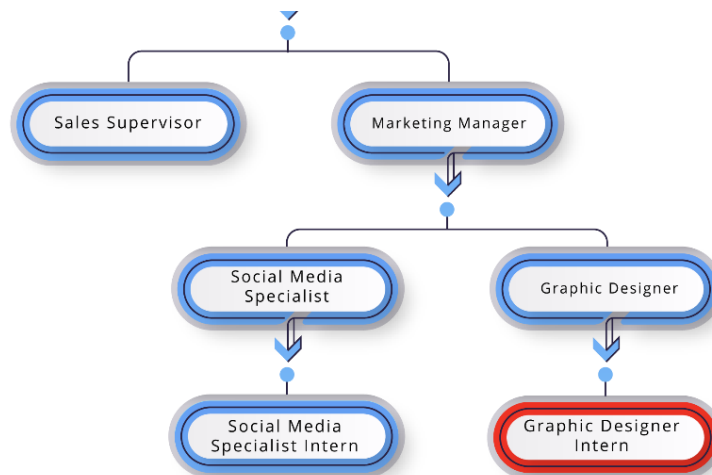 Sales Supervisor
Marketing Manager
Social Media
Specialist
Graphic Designer
Social Media
Specialist Intern
Graphic Designer
Intern